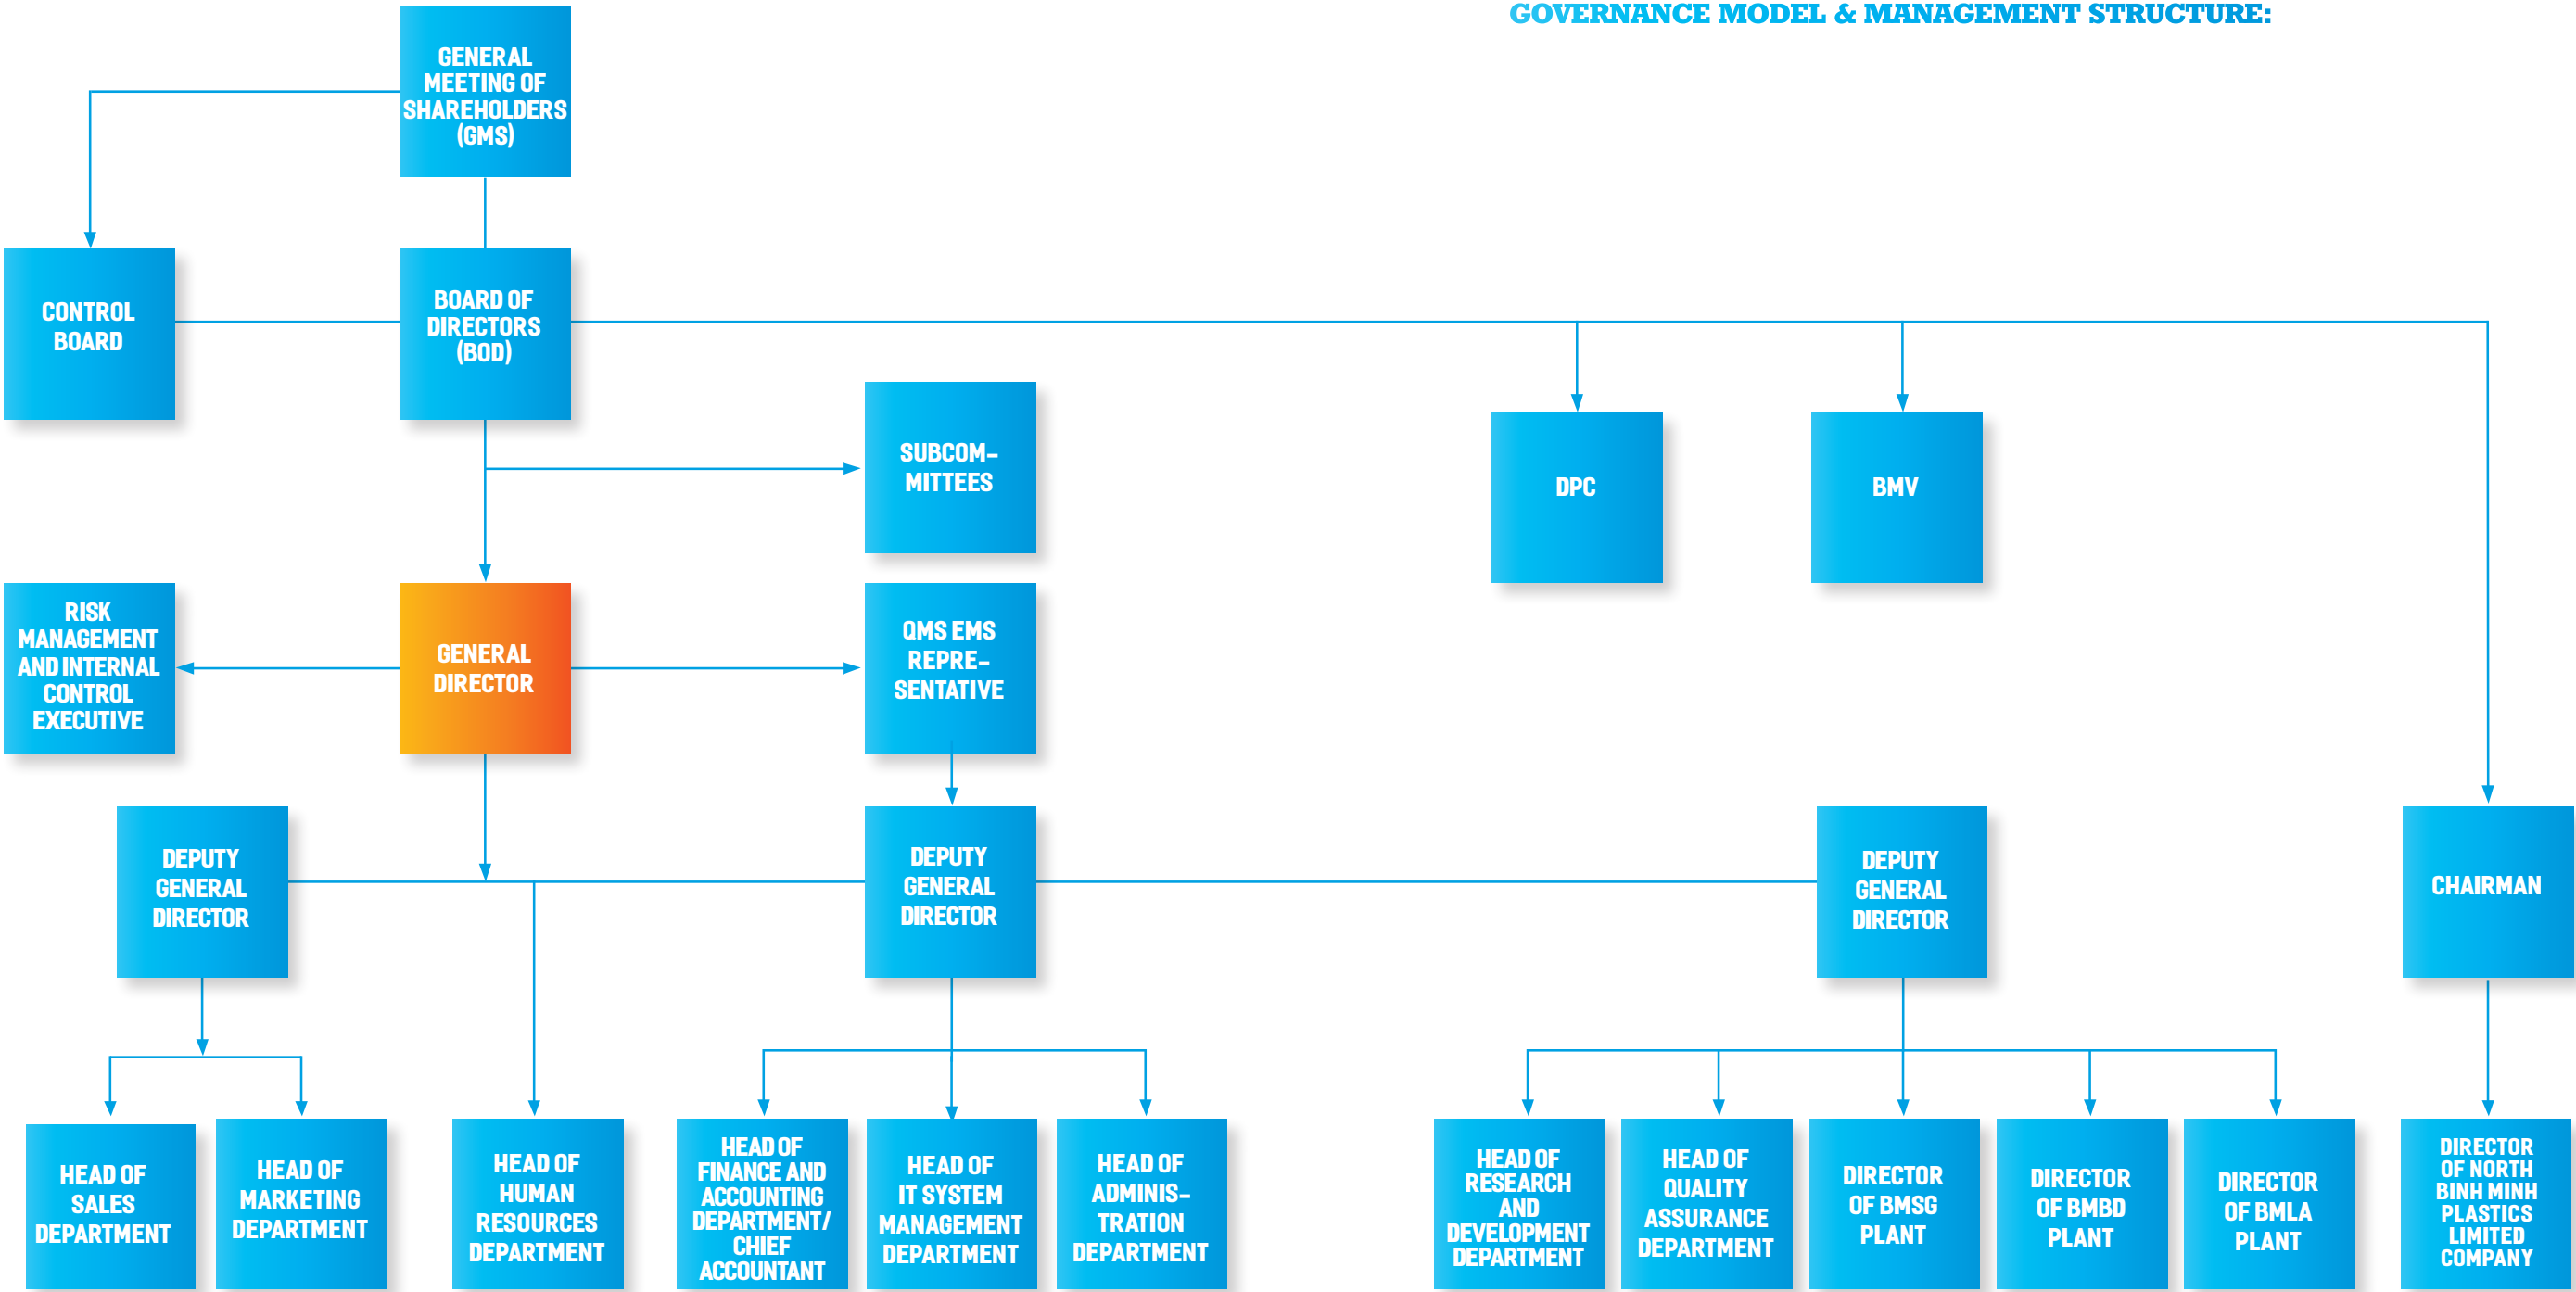 GOVERNANCE MODEL & MANAGEMENT STRUCTURE:
GENERAL
MEETING OF
SHAREHOLDERS
(GMS)
CONTROL
BOARD
BOARD OF
DIRECTORS
(BOD)
SUBCOM-
MITTEES
DPC
BMV
RISK
MANAGEMENT
AND INTERNAL
CONTROL
EXECUTIVE
GENERAL
DIRECTOR
QMS EMS
REPRE-
SENTATIVE
DEPUTY
GENERAL
DIRECTOR
DEPUTY
GENERAL
DIRECTOR
DEPUTY
GENERAL
DIRECTOR
CHAIRMAN
HEAD OF
SALES
DEPARTMENT
HEAD OF
MARKETING
DEPARTMENT
HEAD OF
HUMAN
RESOURCES
DEPARTMENT
HEAD OF
FINANCE AND
ACCOUNTING
DEPARTMENT/
CHIEF
ACCOUNTANT
HEAD OF
IT SYSTEM
MANAGEMENT
DEPARTMENT
HEAD OF
ADMINIS-
TRATION
DEPARTMENT
HEAD OF
RESEARCH
AND
DEVELOPMENT
DEPARTMENT
HEAD OF
QUALITY
ASSURANCE
DEPARTMENT
DIRECTOR
OF BMSG
PLANT
DIRECTOR
OF BMBD
PLANT
DIRECTOR
OF BMLA
PLANT
DIRECTOR
OF NORTH
BINH MINH
PLASTICS
LIMITED
COMPANY